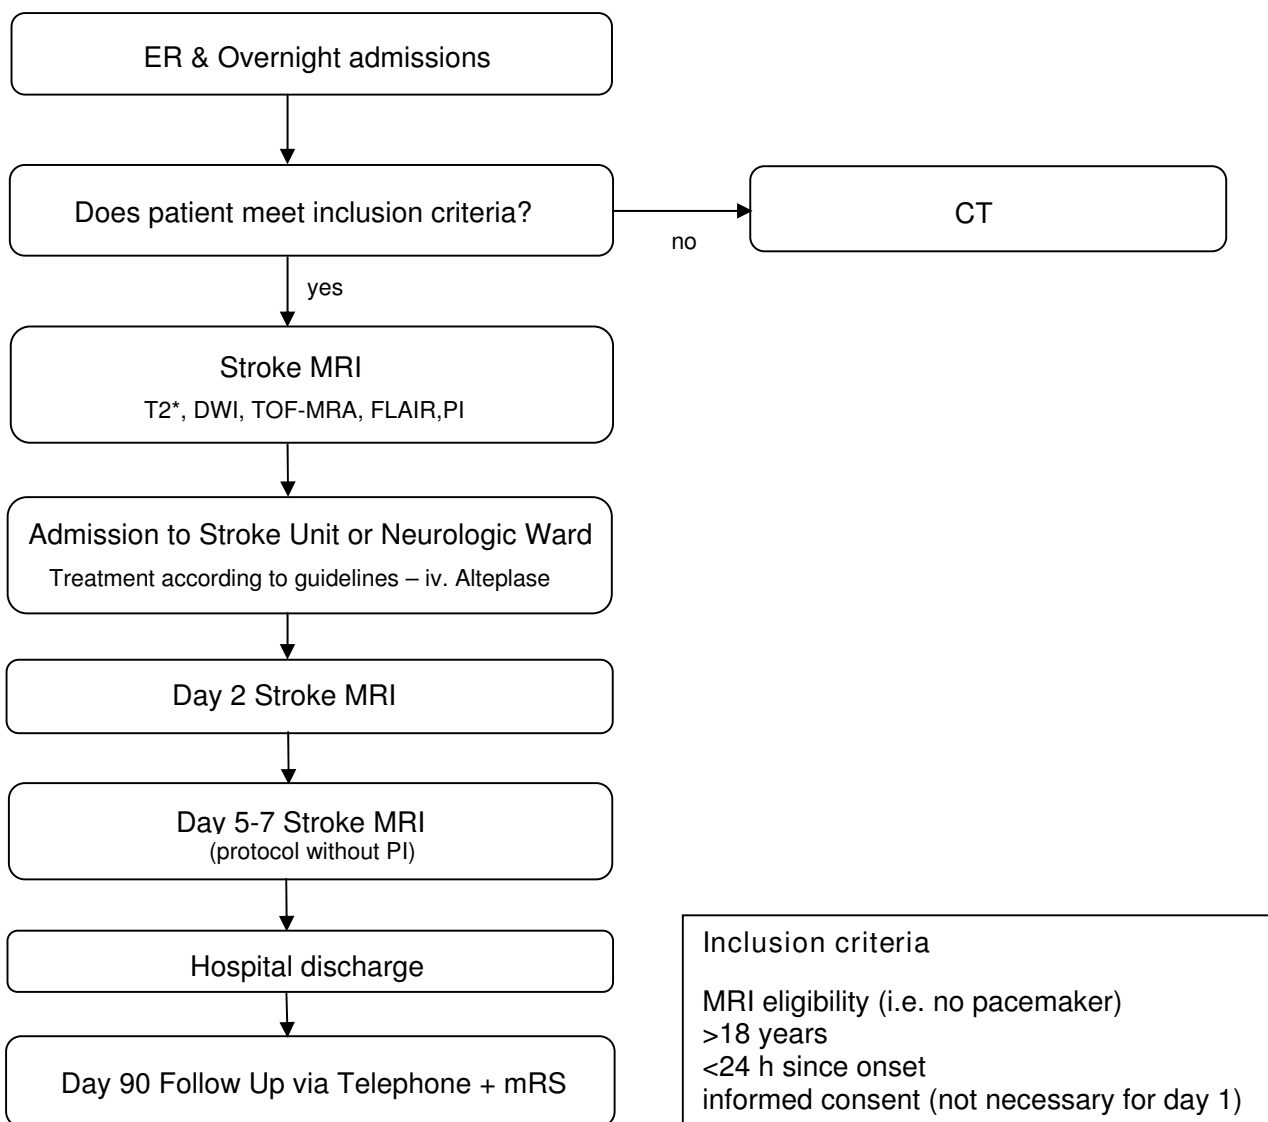 ER & Overnight admissions
Does patient meet inclusion criteria?
CT
no
yes
Stroke MRI
T2*, DWI, TOF-MRA, FLAIR,PI
Admission to Stroke Unit or Neurologic Ward
Treatment according to guidelines – iv. Alteplase
Day 2 Stroke MRI
Day 5-7 Stroke MRI
(protocol without PI)
Hospital discharge
Day 90 Follow Up via Telephone + mRS
Inclusion criteria
MRI eligibility (i.e. no pacemaker)
>18 years
<24 h since onset
informed consent (not necessary for day 1)